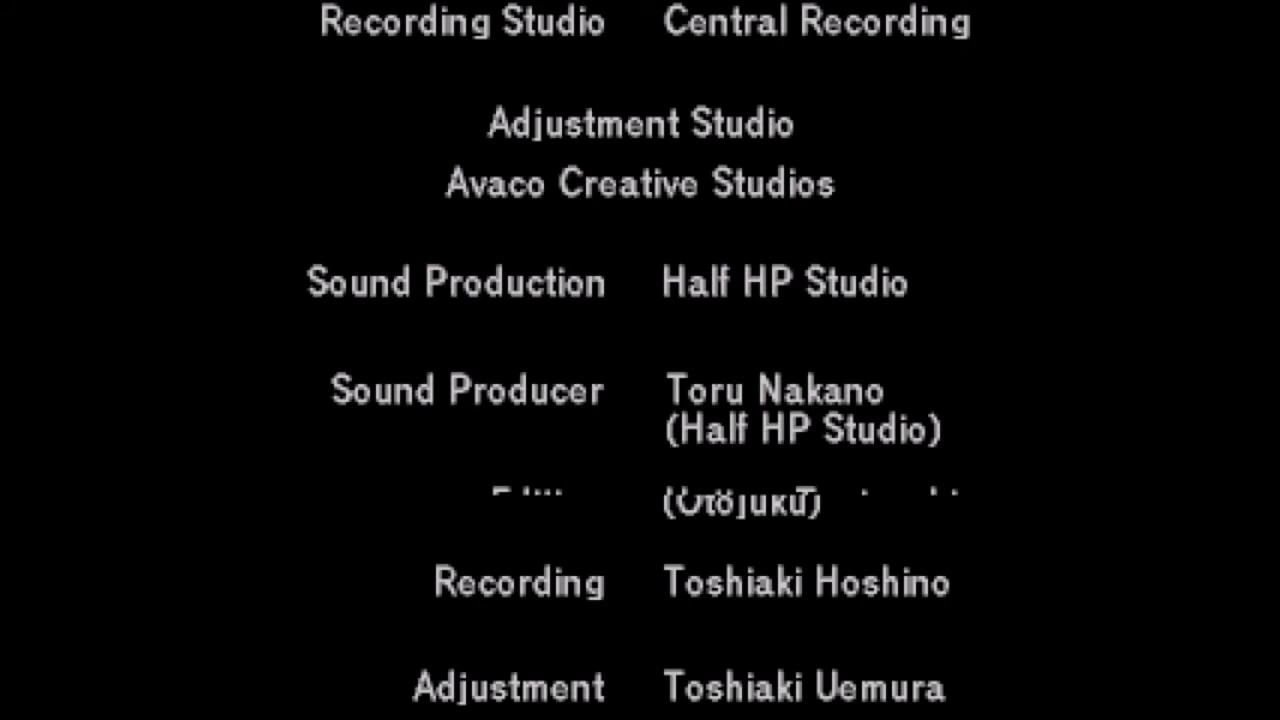 Recording Studio Central Recording
Adjustment Studio
Avaco Creative Studios
Sound Production Half HP Studio
Sound Producer Toru Nakano
(Half HP Studio)
Recording Toshiaki Hoshino
Adjustment Toshiaki Uemura